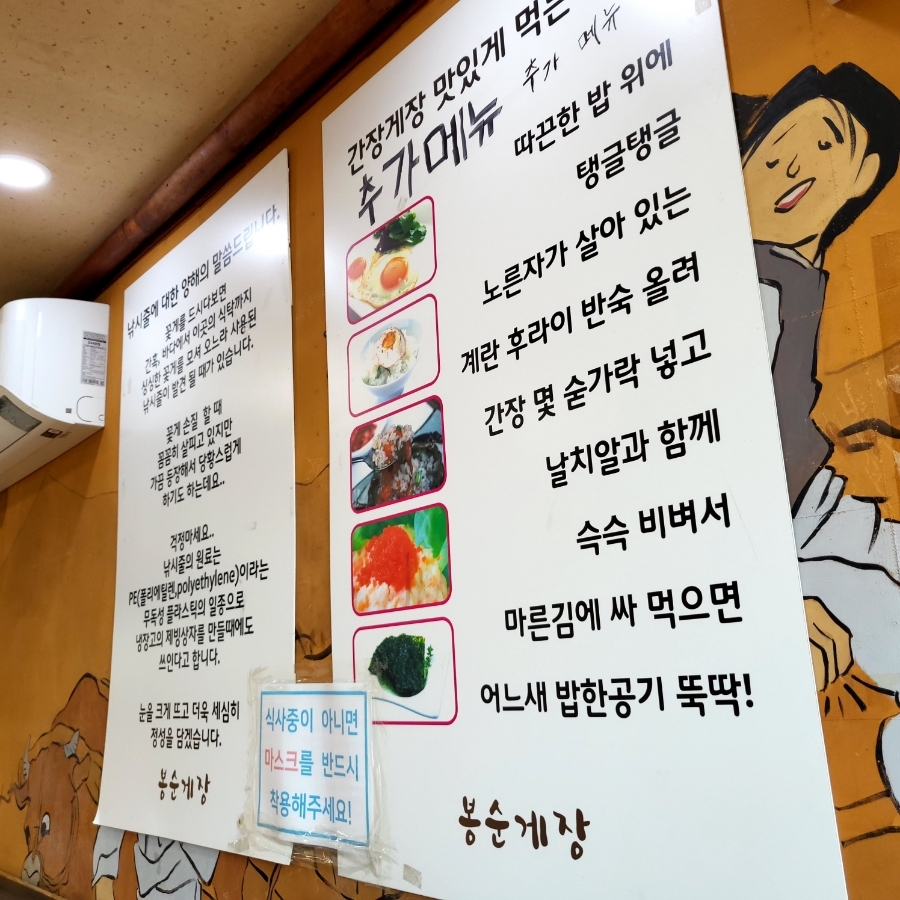 낚시줄에 대한 양해의 말씀드립니다.
꽃게를 드시다보면
간혹, 바다에서 이곳의 식탁까지
싱싱한 꽃게를 모셔 오느라 사용된
낚시줄이 발견 될 때가 있습니다.
꽃게 손질 할 때
꼼꼼히 살피고 있지만
가끔 등장해서 당황스럽게
하기도 하는데요..
걱정마세요..
낚시줄의 원료는
PE(폴리에틸렌,polyethylene)이라는
무독성 플라스틱의 일종으로
냉장고의 제빙상자를 만들때에도
쓰인다고 합니다.
눈을 크게 뜨고 더욱 세심히
정성을 담겠습니다.
봉순게장
식사중이 아니면
마스크를 반드시
착용해주세요!
간장게장 맛있게 먹는
추가메뉴
추가 메뉴
따끈한 밥 위에
탱글탱글
노른자가 살아 있는
계란 후라이 반숙 올려
간장 몇 숟가락 넣고
날치알과 함께
슥슥 비벼서
마른김에 싸 먹으면
어느새 밥한공기 뚝딱!
봉순게장